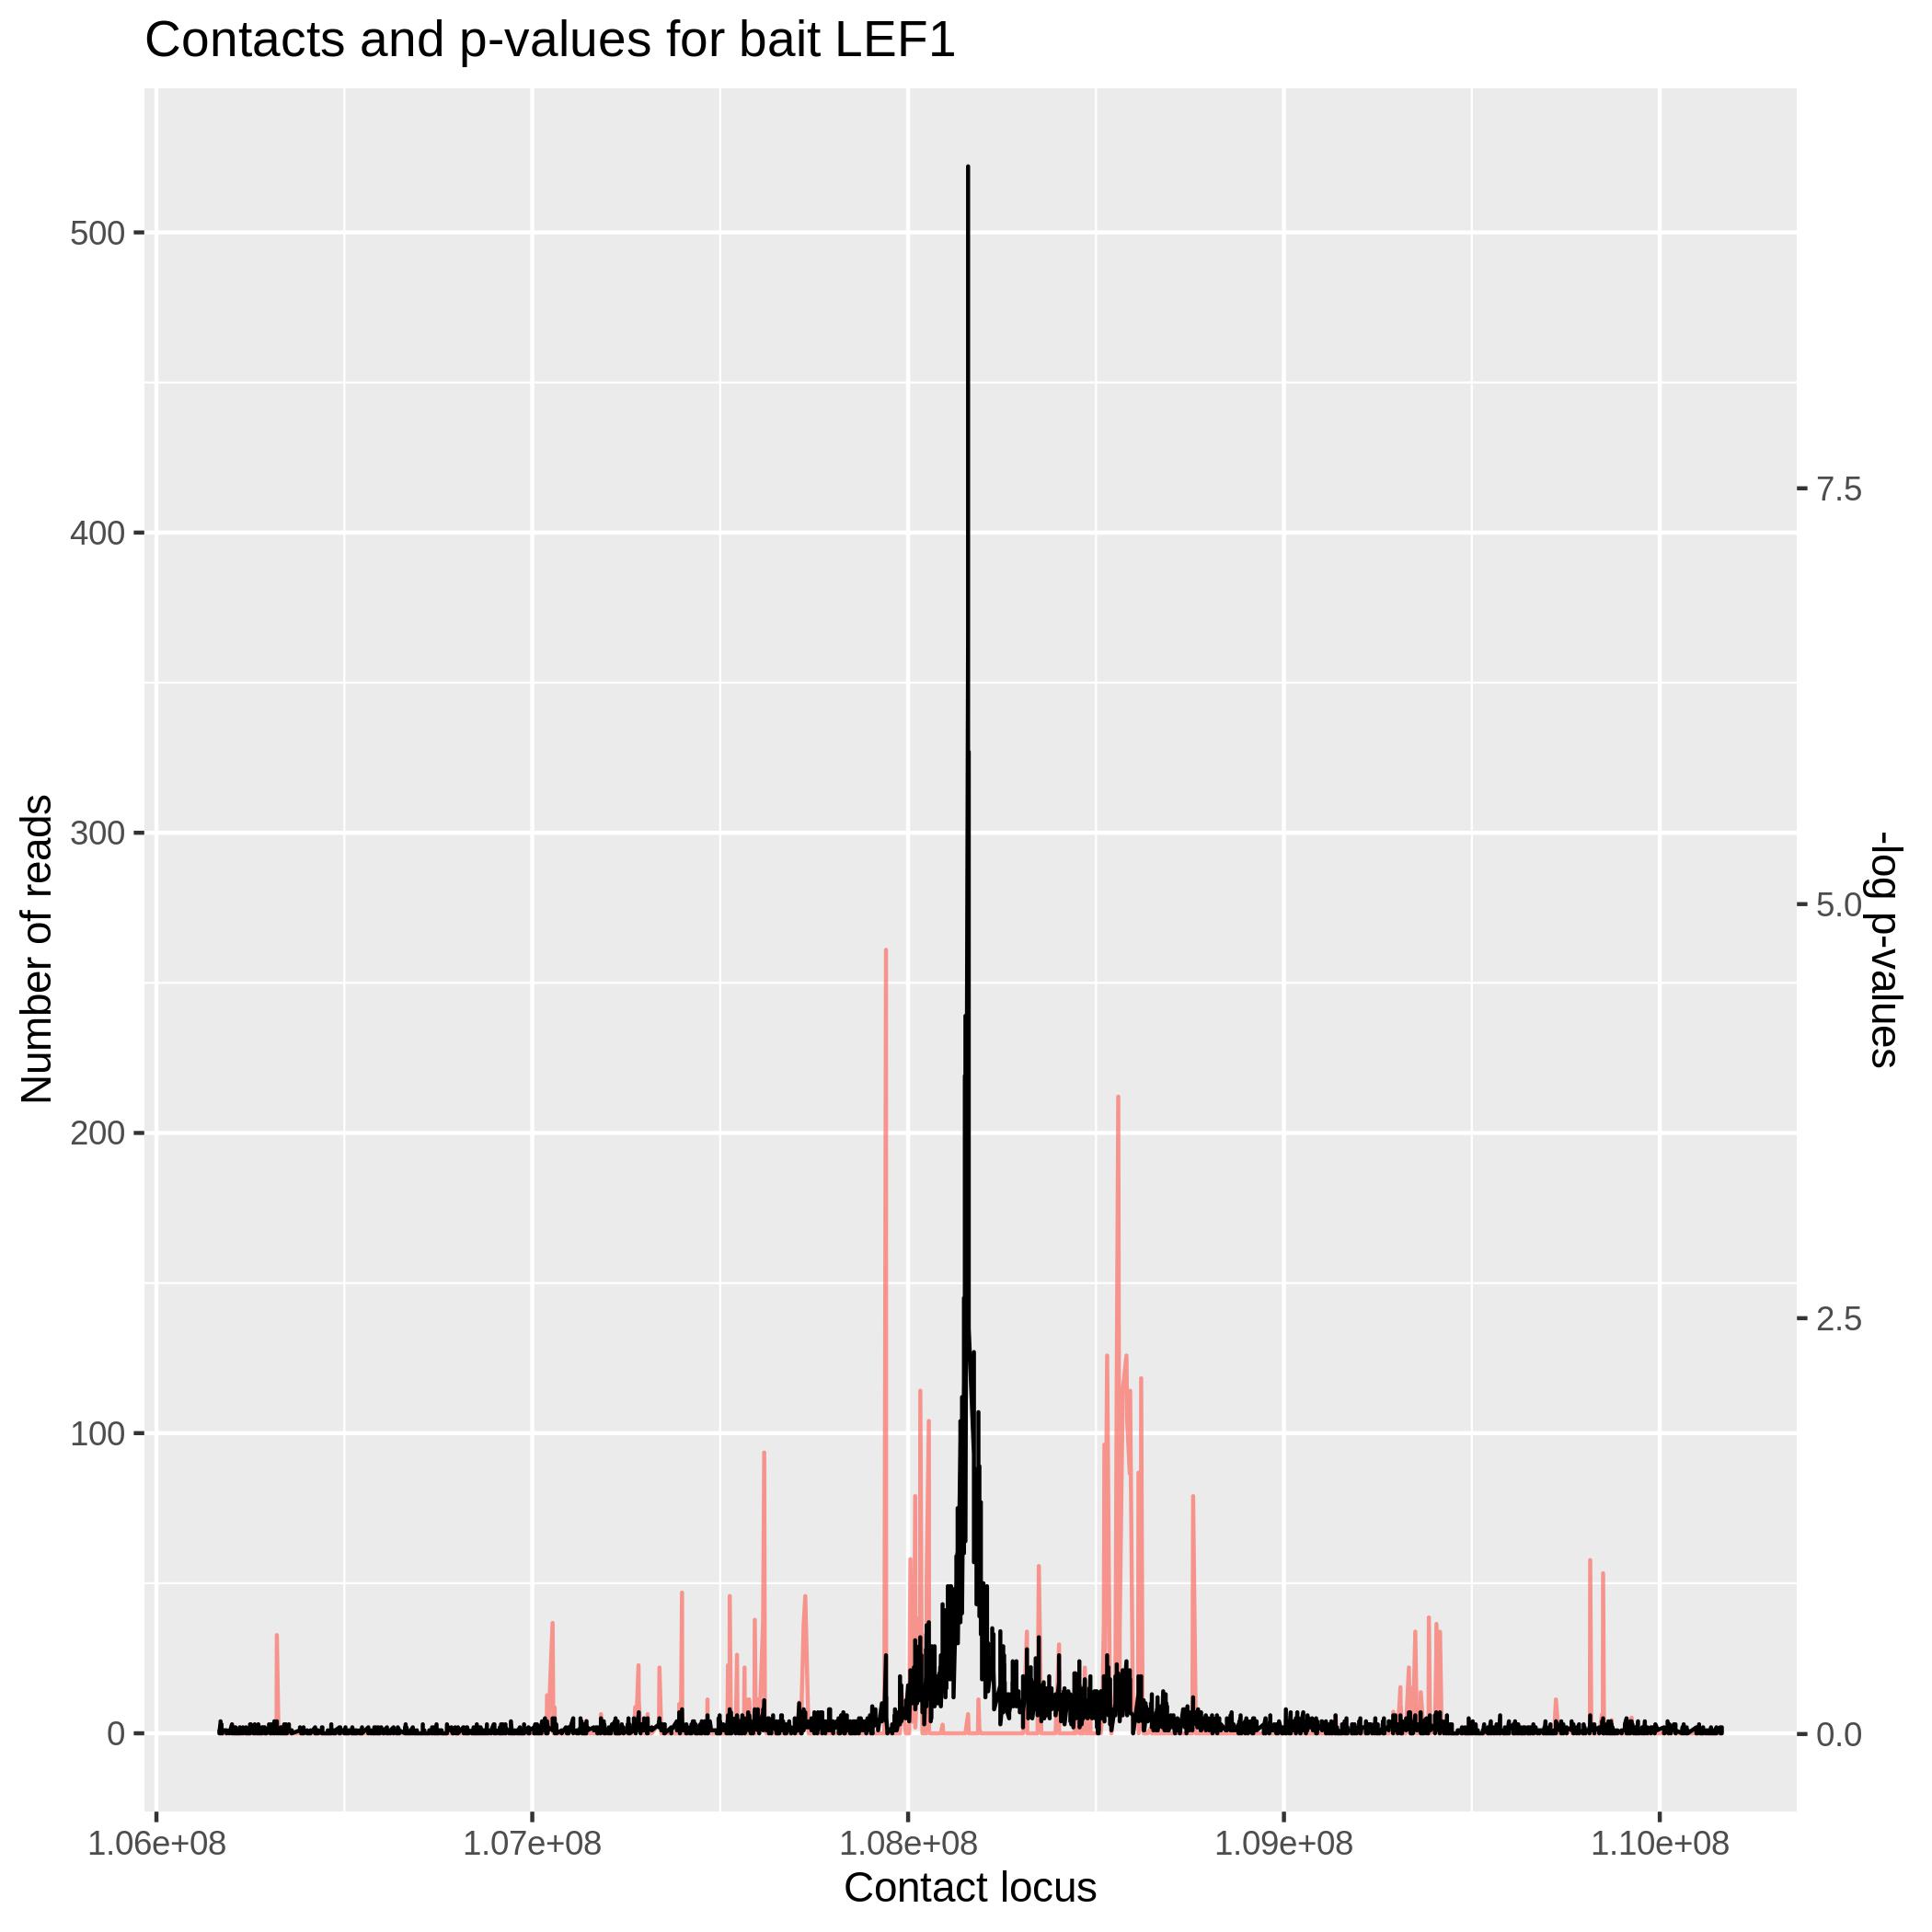 Contacts and p-values for bait LEF1
500
400
300
200
100
0
Number of reads
7.5
5.0
2.5
0.0
-log p-values
1.06e+08
1.07e+08
1.08e+08
1.09e+08
1.10e+08
Contact locus